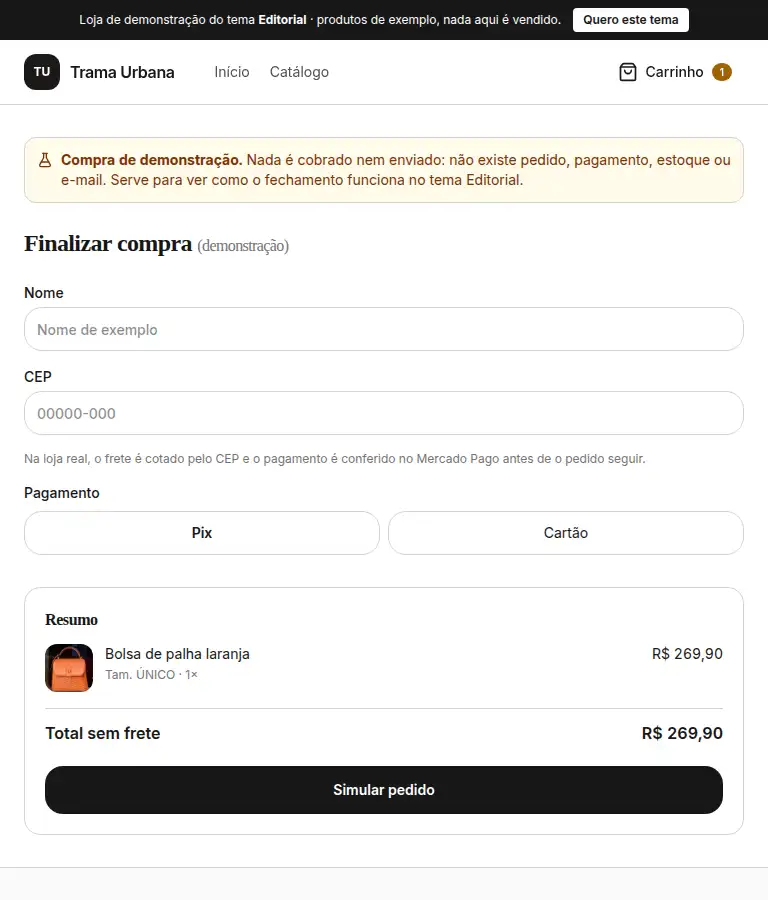 Loja de demonstração do tema Editorial · produtos de exemplo, nada aqui é vendido. Quero este tema
TU Trama Urbana Início Catálogo Carrinho 1
Compra de demonstração. Nada é cobrado nem enviado: não existe pedido, pagamento, estoque ou
e-mail. Serve para ver como o fechamento funciona no tema Editorial.
Finalizar compra (demonstração)
Nome
Nome de exemplo
CEP
00000-000
Na loja real, o frete é cotado pelo CEP e o pagamento é conferido no Mercado Pago antes de o pedido seguir.
Pagamento
Pix Cartão
Resumo
Bolsa de palha laranja R$ 269,90
Tam. ÚNICO · 1×
Total sem frete R$ 269,90
Simular pedido